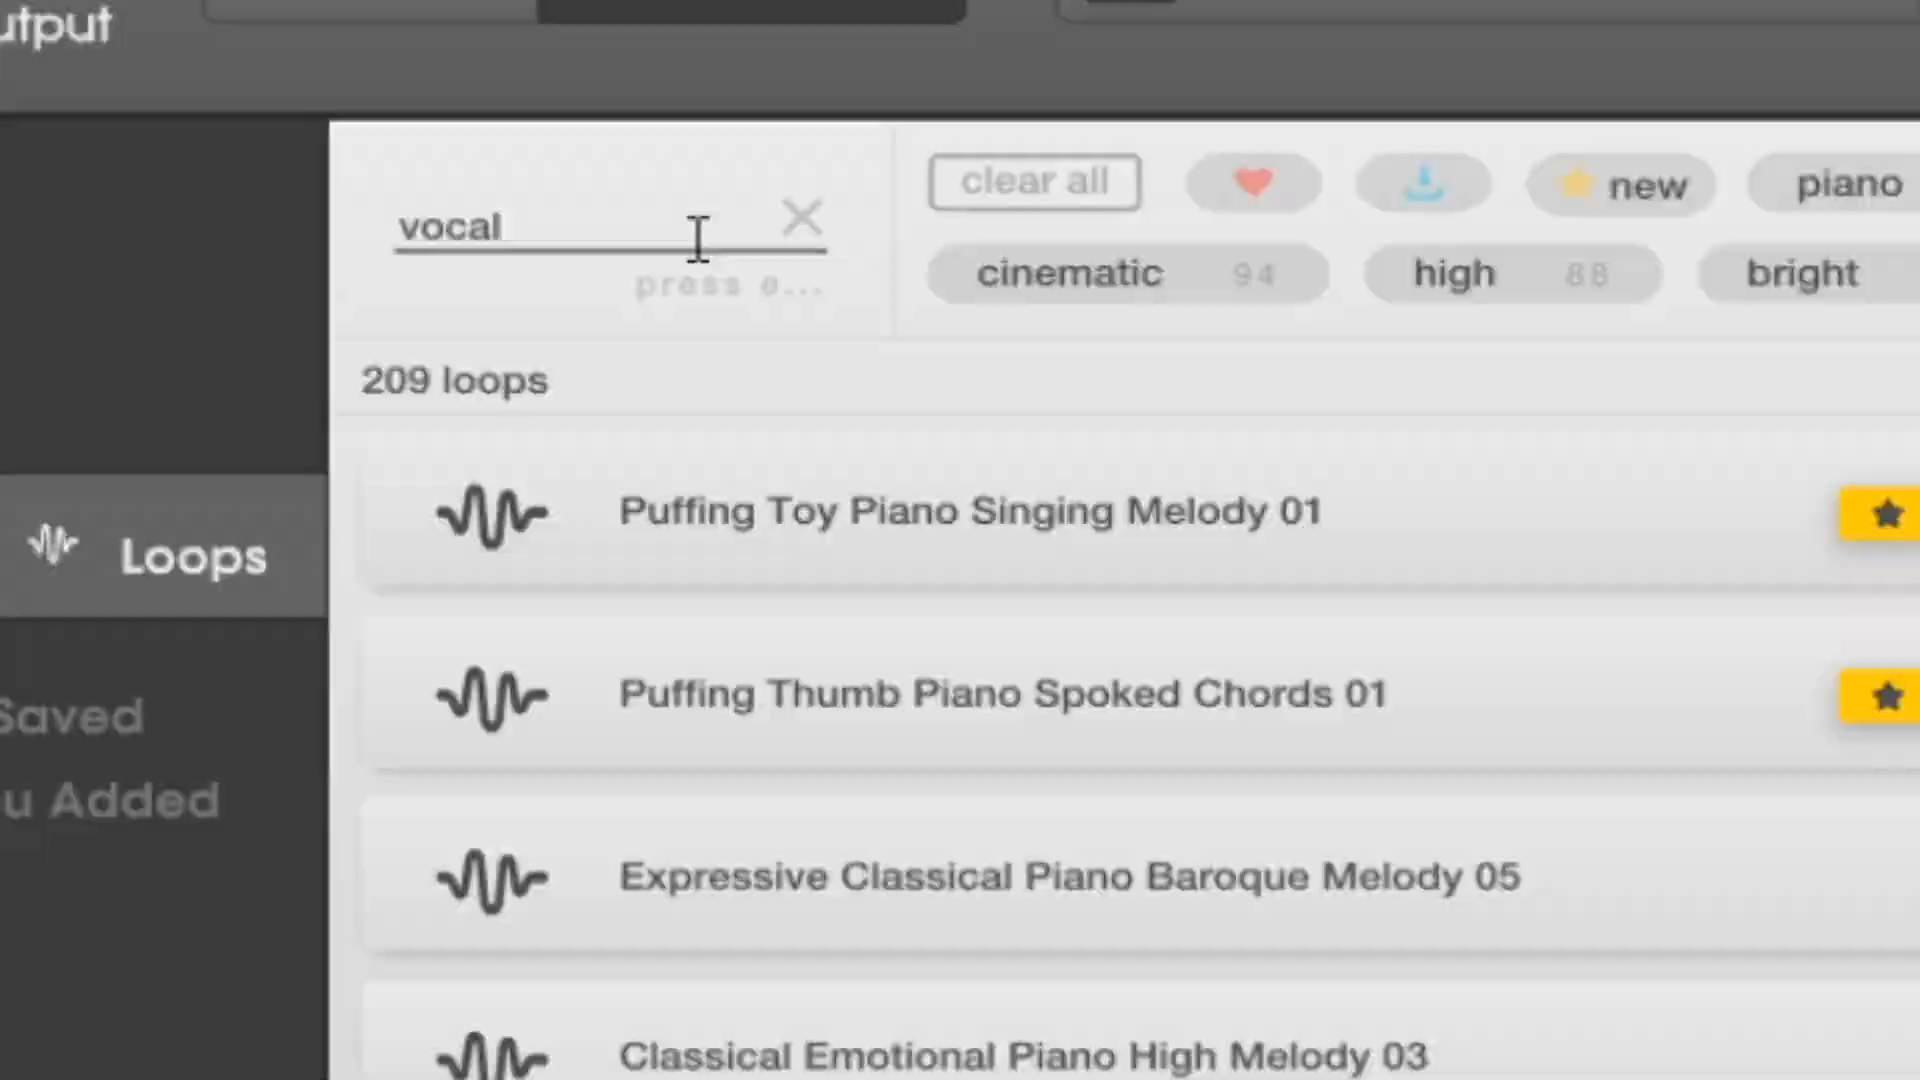 utput
vocal
press e...
clear all
new
piano
cinematic 94
high 88
bright
209 loops
Puffing Toy Piano Singing Melody 01
Loops
Puffing Thumb Piano Spoked Chords 01
Saved
u Added
Expressive Classical Piano Baroque Melody 05
Classical Emotional Piano High Melody 03